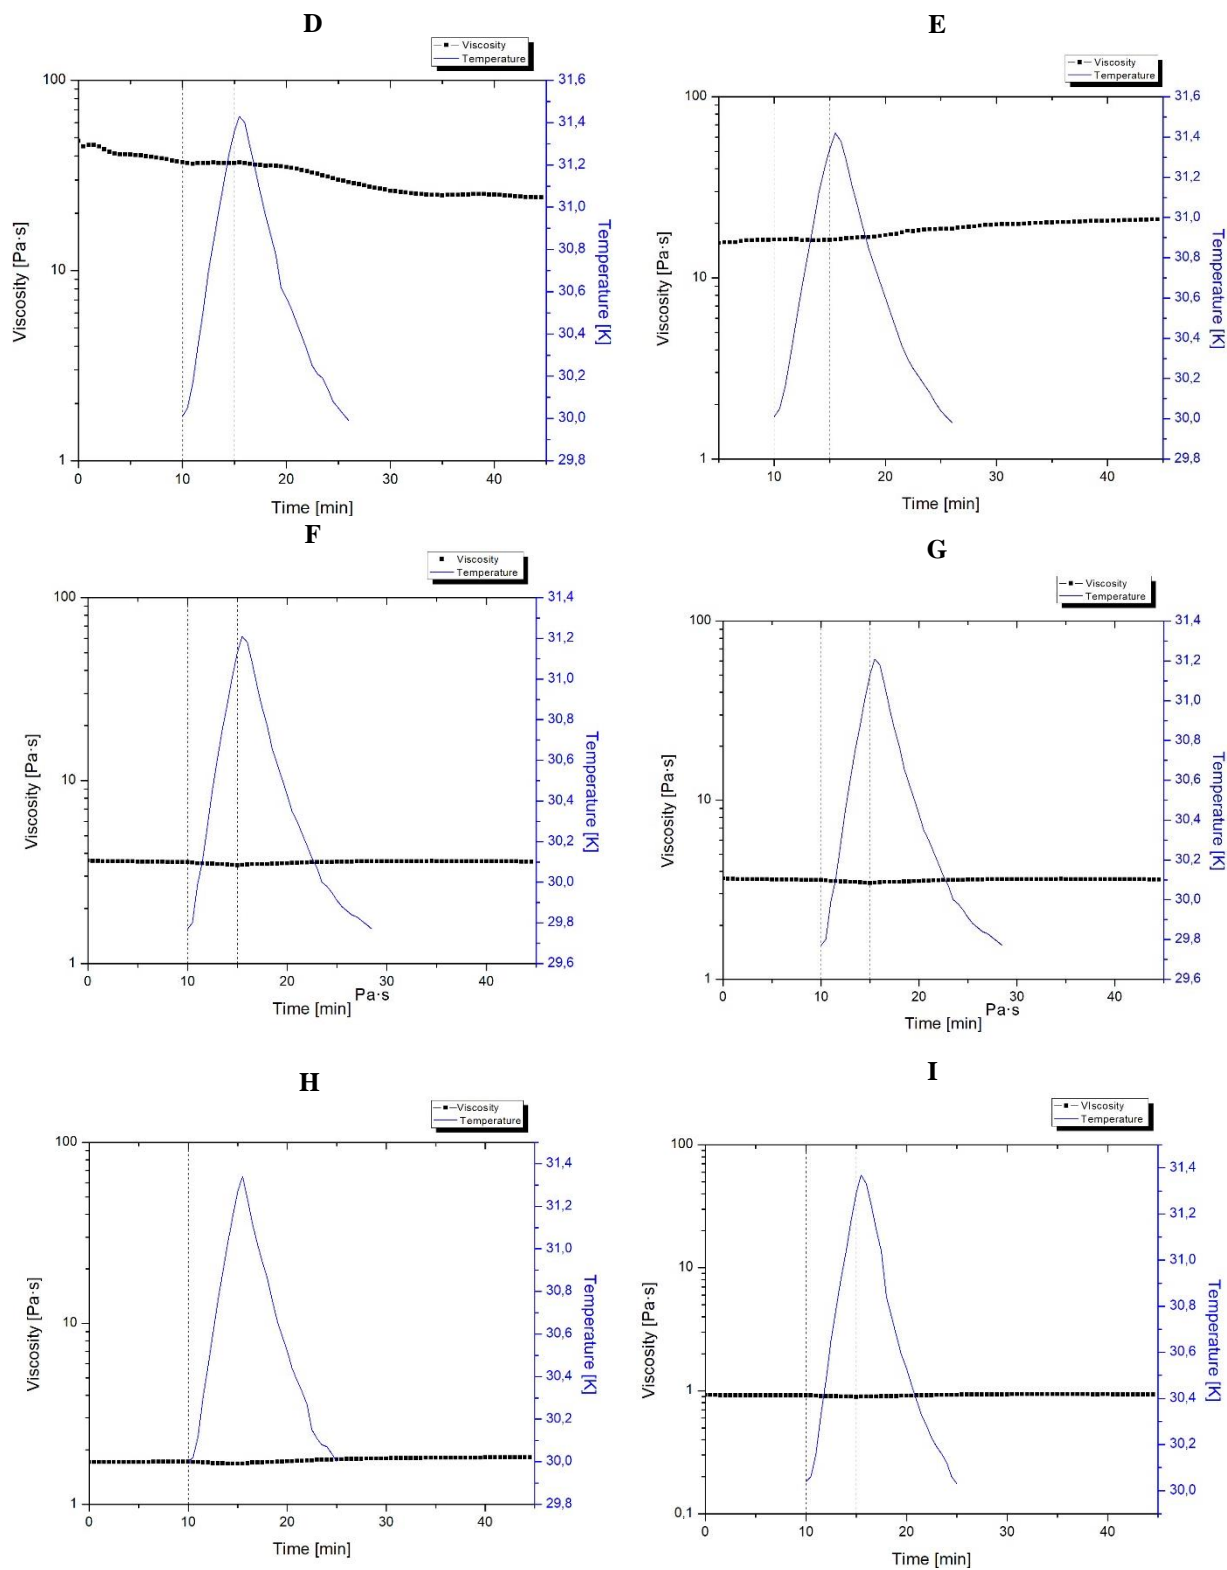 D
Viscosity
Temperature
100
10
1
0
10
20
30
40
31,6
31,4
31,2
31,0
30,8
30,6
30,4
30,2
30,0
29,8
Viscosity [Pa·s]
Temperature [K]
Time [min]
E
Viscosity
Temperature
100
10
1
10
20
30
40
31,6
31,4
31,2
31,0
30,8
30,6
30,4
30,2
30,0
29,8
Viscosity [Pa·s]
Temperature [K]
Time [min]
F
Viscosity
Temperature
100
10
1
0
10
20
30
40
31,4
31,2
31,0
30,8
30,6
30,4
30,2
30,0
29,8
29,6
Viscosity [Pa·s]
Temperature [K]
Pa·s
Time [min]
G
Viscosity
Temperature
100
10
1
0
10
20
30
40
31,4
31,2
31,0
30,8
30,6
30,4
30,2
30,0
29,8
29,6
Viscosity [Pa·s]
Temperature [K]
Pa·s
Time [min]
H
Viscosity
Temperature
100
10
1
0
10
20
30
40
31,4
31,2
31,0
30,8
30,6
30,4
30,2
30,0
29,8
Viscosity [Pa·s]
Temperature [K]
Time [min]
I
VIscosity
Temperature
100
10
1
0,1
0
10
20
30
40
31,4
31,2
31,0
30,8
30,6
30,4
30,2
30,0
Viscosity [Pa·s]
Temperature [K]
Time [min]